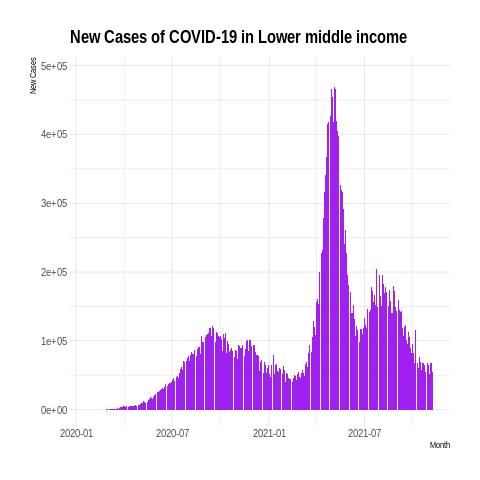 New Cases of COVID-19 in Lower middle income
New Cases
5e+05
4e+05
3e+05
2e+05
1e+05
0e+00
2020-01 2020-07 2021-01 2021-07
Month